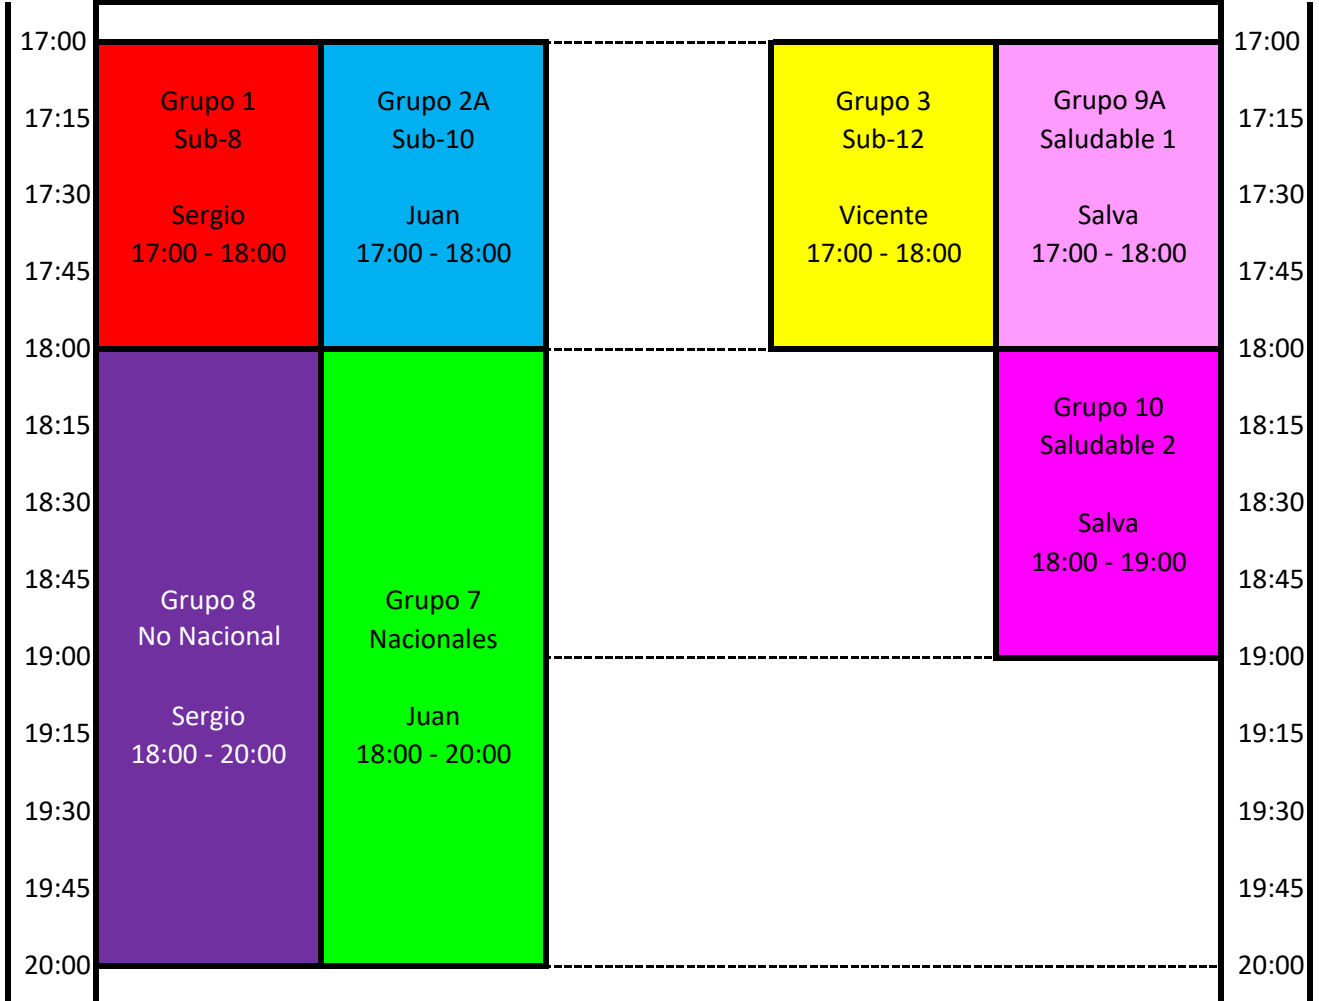 17:00
17:15
17:30
17:45
18:00
18:15
18:30
18:45
19:00
19:15
19:30
19:45
20:00
Grupo 1
Sub-8
Sergio
17:00 - 18:00
Grupo 2A
Sub-10
Juan
17:00 - 18:00
Grupo 3
Sub-12
Vicente
17:00 - 18:00
Grupo 9A
Saludable 1
Salva
17:00 - 18:00
Grupo 8
No Nacional
Sergio
18:00 - 20:00
Grupo 7
Nacionales
Juan
18:00 - 20:00
Grupo 10
Saludable 2
Salva
18:00 - 19:00
17:00
17:15
17:30
17:45
18:00
18:15
18:30
18:45
19:00
19:15
19:30
19:45
20:00